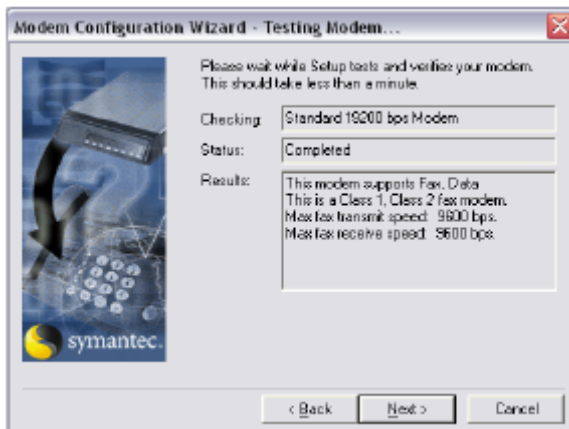 Modem Configuration Wizard - Testing Modem...
Please wait while Setup tests and verifies your modem.
This should take less than a minute.
Checking: Standard 19200 bps Modem
Status: Completed
Results: This modem supports Fax, Data
This is a Class 1, Class 2 fax modem.
Max fax transmit speed: 9600 bps.
Max fax receive speed: 9600 bps.
symantec.
< Back Next > Cancel